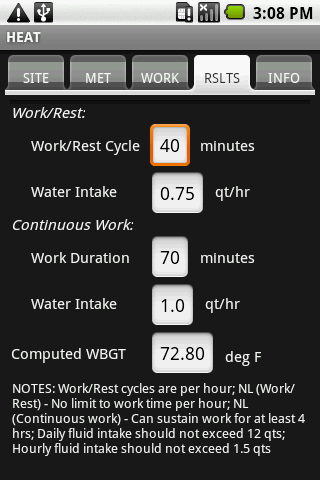 3:08 PM
HEAT
SITE MET WORK RSLTS INFO
Work/Rest:
Work/Rest Cycle 40 minutes
Water Intake 0.75 qt/hr
Continuous Work:
Work Duration 70 minutes
Water Intake 1.0 qt/hr
Computed WBGT 72.80 deg F
NOTES: Work/Rest cycles are per hour; NL (Work/
Rest) - No limit to work time per hour; NL
(Continuous work) - Can sustain work for at least 4
hrs; Daily fluid intake should not exceed 12 qts;
Hourly fluid intake should not exceed 1.5 qts